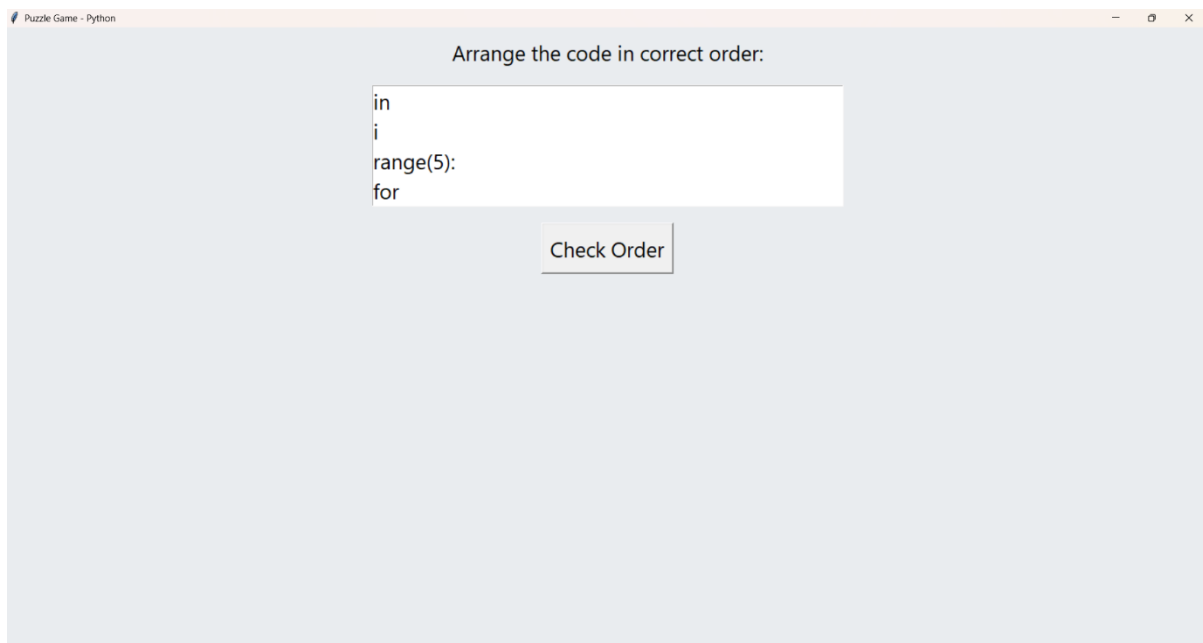 Puzzle Game - Python
Arrange the code in correct order:
in
i
range(5):
for
Check Order